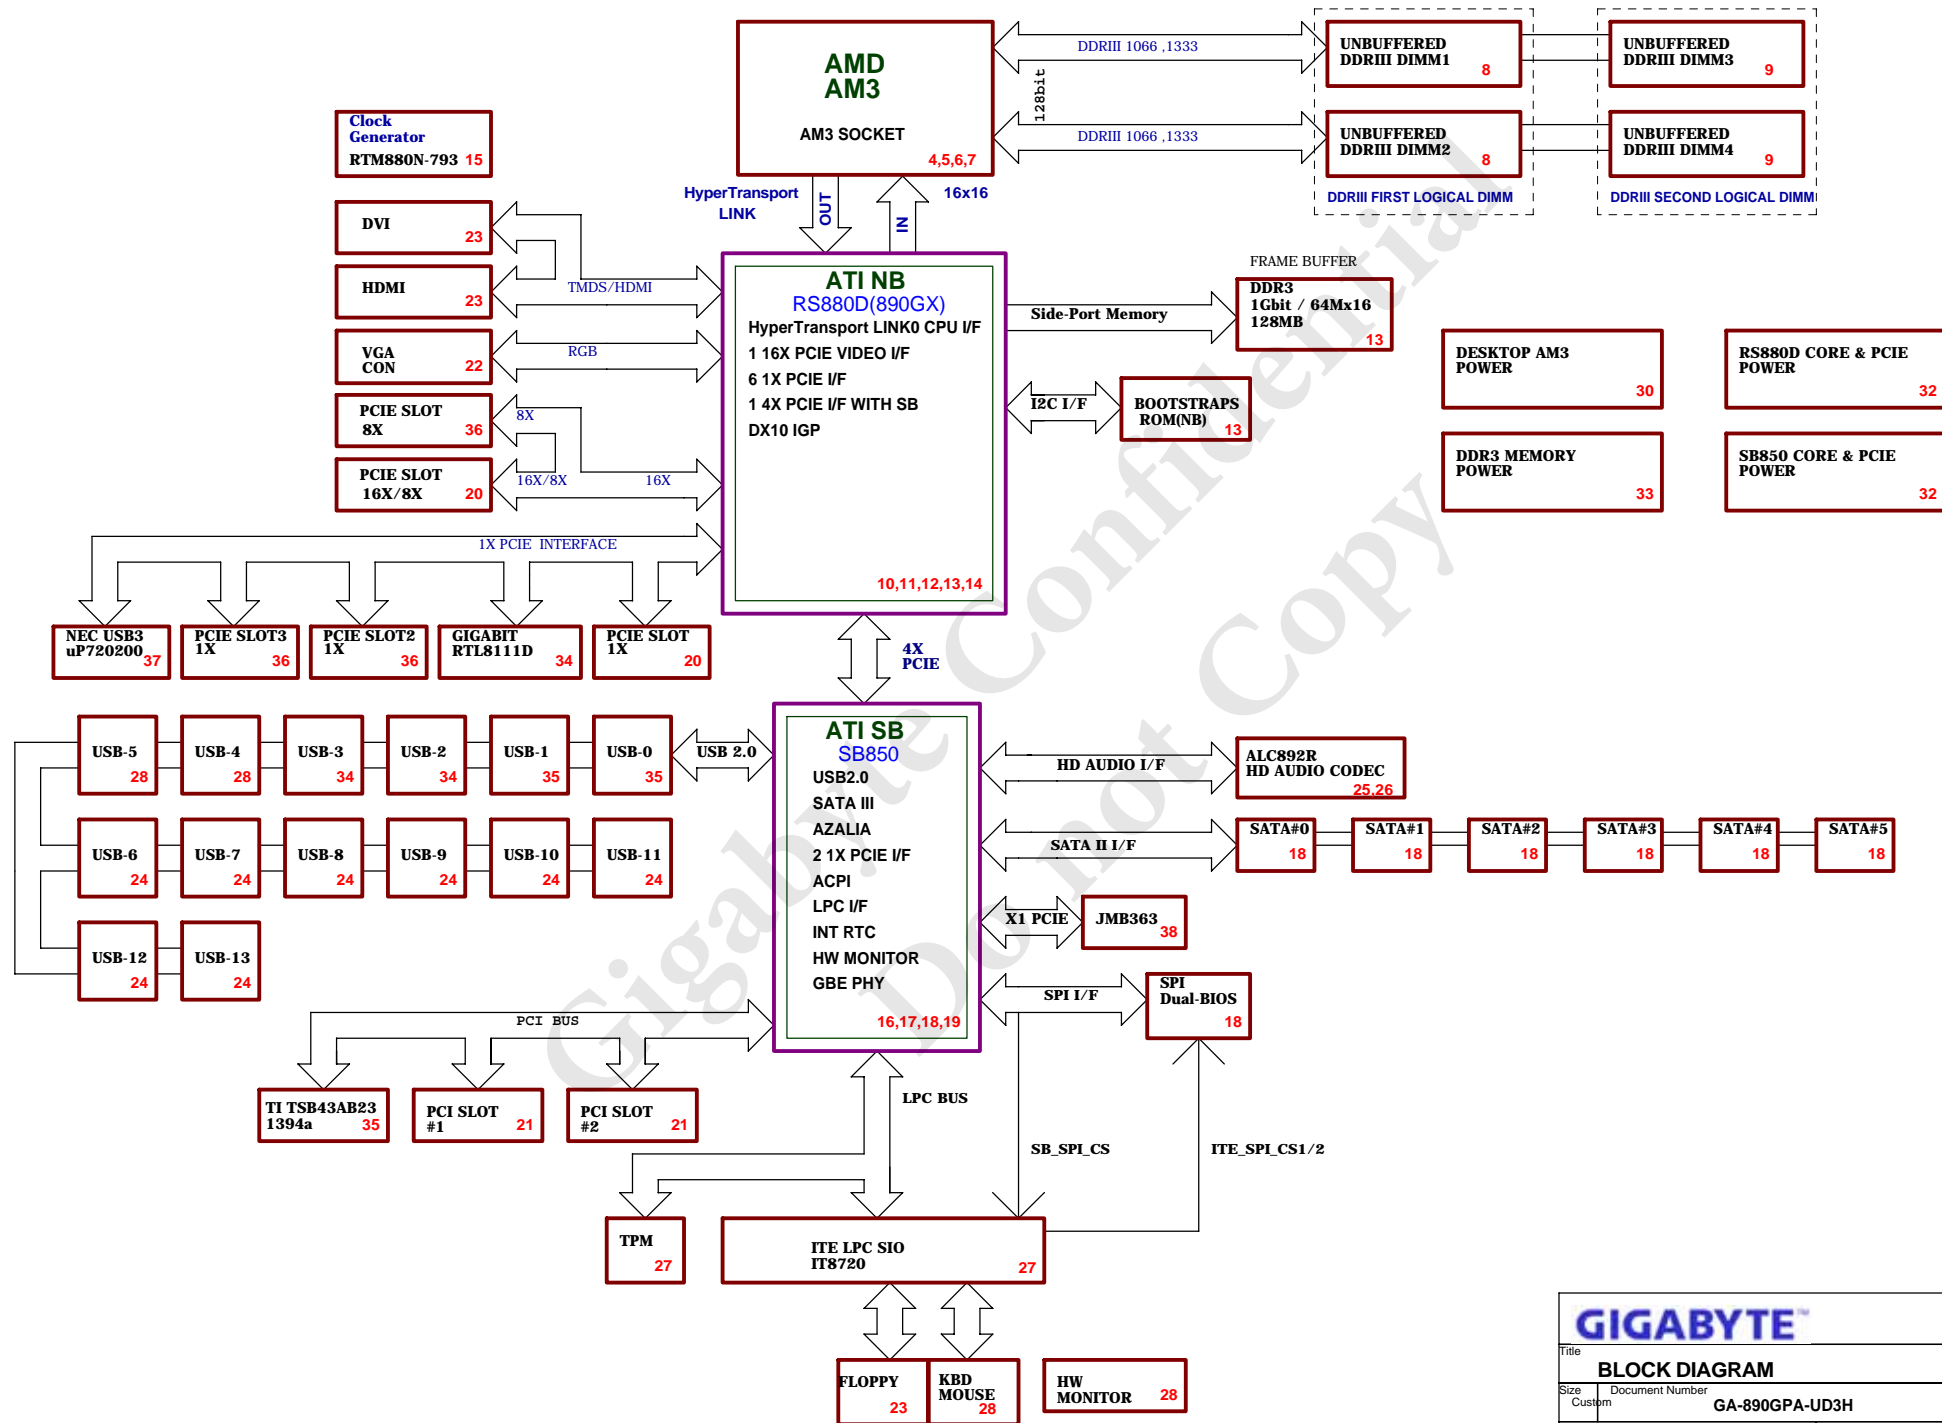 AMD
AM3
AM3 SOCKET
4,5,6,7
DDRIII 1066 ,1333
128bit
DDRIII 1066 ,1333
UNBUFFERED
DDRIII DIMM1
8
UNBUFFERED
DDRIII DIMM3
9
UNBUFFERED
DDRIII DIMM2
8
UNBUFFERED
DDRIII DIMM4
9
DDRIII FIRST LOGICAL DIMM
DDRIII SECOND LOGICAL DIMM
Clock
Generator
RTM880N-793 15
HyperTransport
LINK
OUT
IN
16x16
DVI
23
HDMI
23
TMDS/HDMI
VGA
CON
22
RGB
PCIE SLOT
8X
36
8X
PCIE SLOT
16X/8X
20
16X/8X
16X
ATI NB
RS880D(890GX)
HyperTransport LINK0 CPU I/F
1 16X PCIE VIDEO I/F
6 1X PCIE I/F
1 4X PCIE I/F WITH SB
DX10 IGP
10,11,12,13,14
FRAME BUFFER
Side-Port Memory
DDR3
1Gbit / 64Mx16
128MB
13
I2C I/F
BOOTSTRAPS
ROM(NB)
13
DESKTOP AM3
POWER
30
RS880D CORE & PCIE
POWER
32
DDR3 MEMORY
POWER
33
SB850 CORE & PCIE
POWER
32
1X PCIE INTERFACE
NEC USB3
uP720200
37
PCIE SLOT3
1X
36
PCIE SLOT2
1X
36
GIGABIT
RTL8111D
34
PCIE SLOT
1X
20
4X
PCIE
USB-5
28
USB-4
28
USB-3
34
USB-2
34
USB-1
35
USB-0
35
USB 2.0
USB-6
24
USB-7
24
USB-8
24
USB-9
24
USB-10
24
USB-11
24
USB-12
24
USB-13
24
ATI SB
SB850
USB2.0
SATA III
AZALIA
2 1X PCIE I/F
ACPI
LPC I/F
INT RTC
HW MONITOR
GBE PHY
16,17,18,19
HD AUDIO I/F
ALC892R
HD AUDIO CODEC
25,26
SATA II I/F
SATA#0
18
SATA#1
18
SATA#2
18
SATA#3
18
SATA#4
18
SATA#5
18
X1 PCIE
JMB363
38
SPI I/F
SPI
Dual-BIOS
18
PCI BUS
TI TSB43AB23
1394a
35
PCI SLOT
#1
21
PCI SLOT
#2
21
LPC BUS
SB_SPI_CS
ITE_SPI_CS1/2
TPM
27
ITE LPC SIO
IT8720
27
FLOPPY
23
KBD
MOUSE
28
HW
MONITOR
28
Gigabyte Confidential
Do not Copy
GIGABYTE™
Title
BLOCK DIAGRAM
Size
Custom
Document Number
GA-890GPA-UD3H